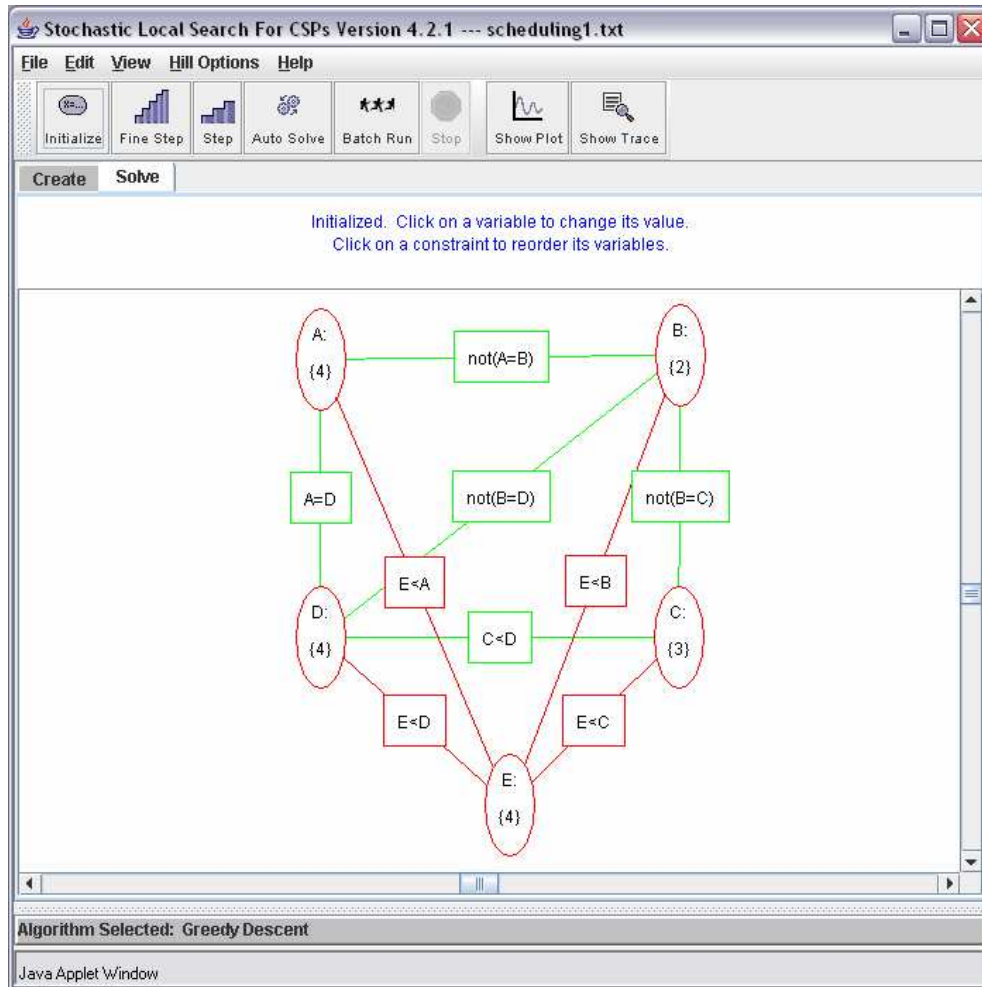 Stochastic Local Search For CSPs Version 4.2.1 --- scheduling1.txt
File Edit View Hill Options Help
X=...
Initialize Fine Step Step Auto Solve Batch Run Stop Show Plot Show Trace
Create Solve
Initialized. Click on a variable to change its value.
Click on a constraint to reorder its variables.
A:
{4}
not(A=B)
B:
{2}
A=D
not(B=D)
not(B=C)
E<A
E<B
D:
{4}
C<D
C:
{3}
E<D
E<C
E:
{4}
Algorithm Selected: Greedy Descent
Java Applet Window